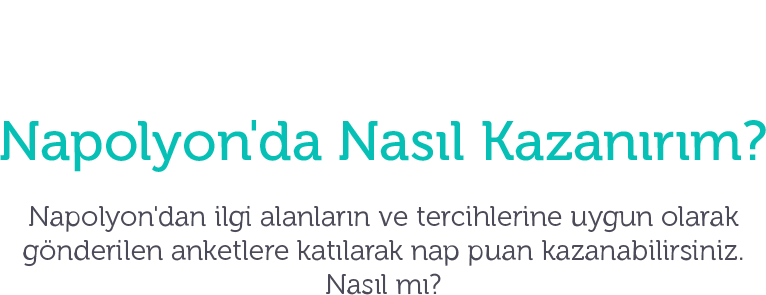 Napolyon'da Nasıl Kazanırım?
Napolyon'dan ilgi alanların ve tercihlerine uygun olarak
gönderilen anketlere katılarak nap puan kazanabilirsiniz.
Nasıl mı?